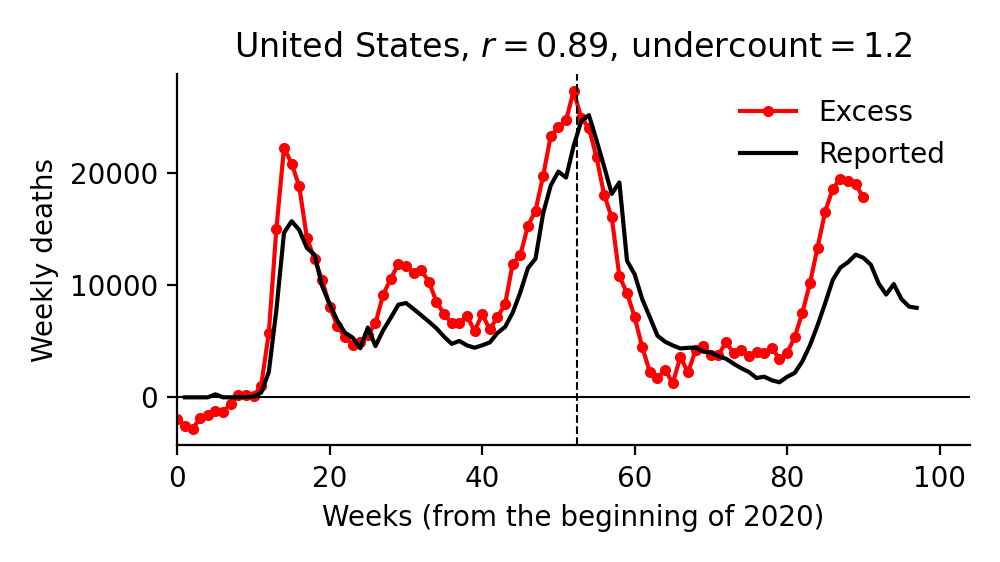 United States, r = 0.89, undercount = 1.2
Excess
Reported
Weekly deaths
20000
10000
0
0 20 40 60 80 100
Weeks (from the beginning of 2020)